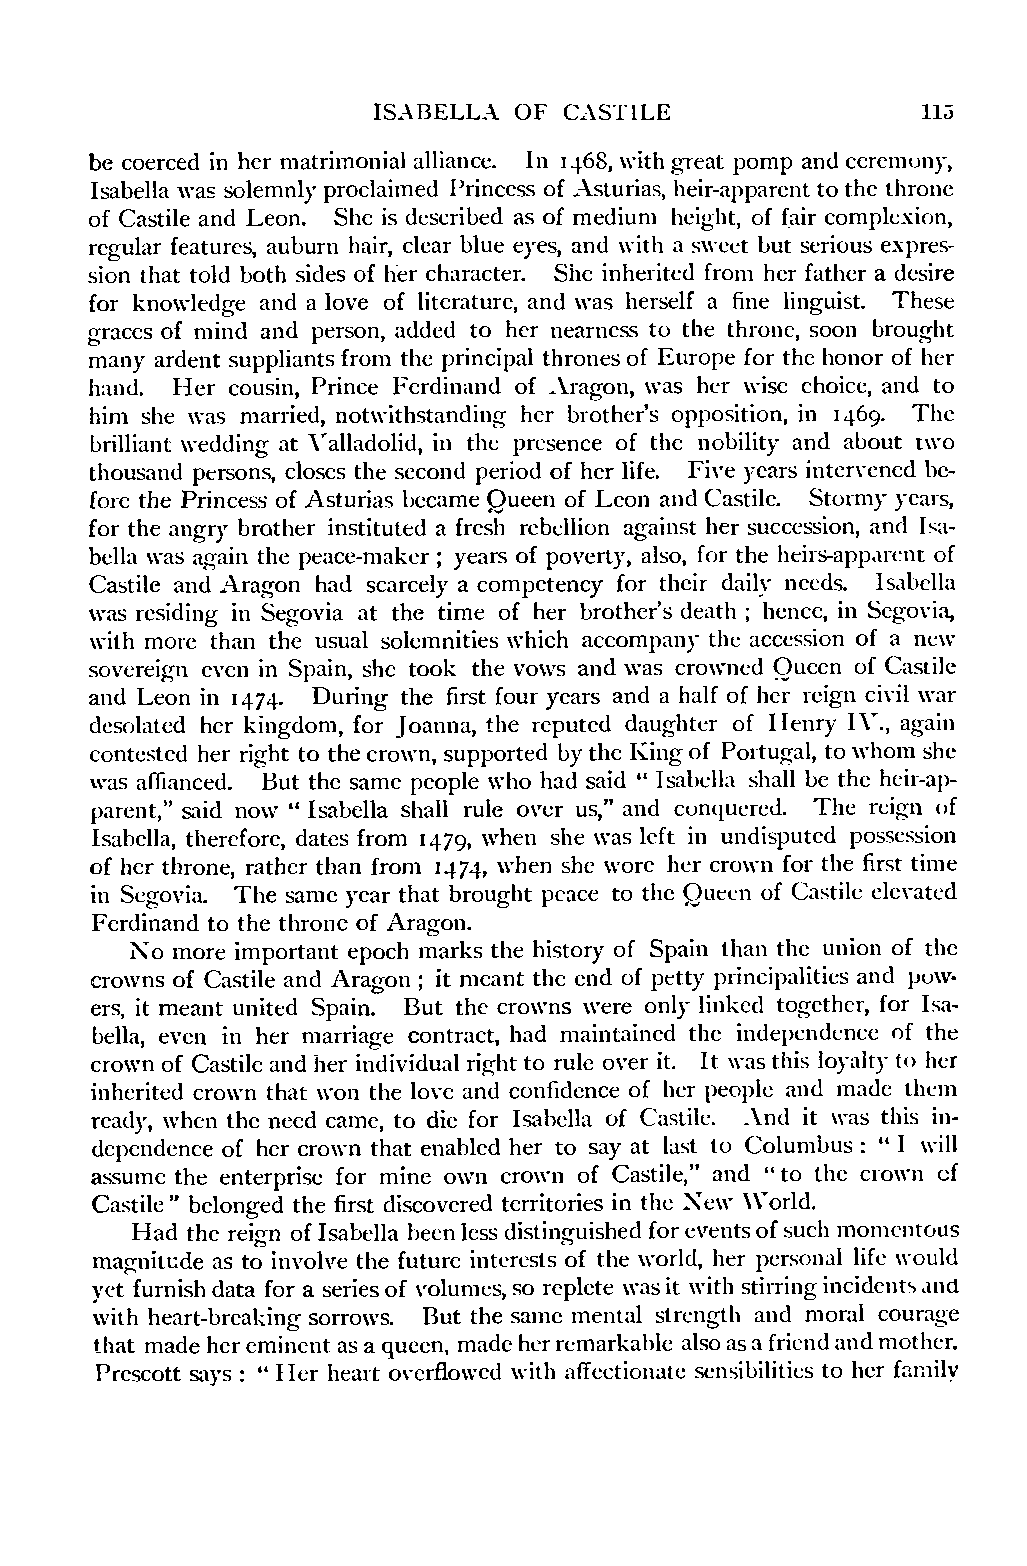 ISABELLA OF CASTILE 115
be coerced in her matrimonial alliance. In 1468, with great pomp and ceremony,
Isabella was solemnly proclaimed Princess of Asturias, heir-apparent to the throne
of Castile and Leon. She is described as of medium height, of fair complexion,
regular features, auburn hair, clear blue eyes, and with a sweet but serious expres-
sion that told both sides of her character. She inherited from her father a desire
for knowledge and a love of literature, and was herself a fine linguist. These
graces of mind and person, added to her nearness to the throne, soon brought
many ardent suppliants from the principal thrones of Europe for the honor of her
hand. Her cousin, Prince Ferdinand of Aragon, was her wise choice, and to
him she was married, notwithstanding her brother's opposition, in 1469. The
brilliant wedding at Valladolid, in the presence of the nobility and about two
thousand persons, closes the second period of her life. Five years intervened be-
fore the Princess of Asturias became Queen of Leon and Castile. Stormy years,
for the angry brother instituted a fresh rebellion against her succession, and Isa-
bella was again the peace-maker ; years of poverty, also, for the heirs-apparent of
Castile and Aragon had scarcely a competency for their daily needs. Isabella
was residing in Segovia at the time of her brother's death ; hence, in Segovia,
with more than the usual solemnities which accompany the accession of a new
sovereign even in Spain, she took the vows and was crowned Queen of Castile
and Leon in 1474. During the first four years and a half of her reign civil war
desolated her kingdom, for Joanna, the reputed daughter of Henry IV., again
contested her right to the crown, supported by the King of Portugal, to whom she
was affianced. But the same people who had said " Isabella shall be the heir-ap-
parent," said now " Isabella shall rule over us," and conquered. The reign of
Isabella, therefore, dates from 1479, when she was left in undisputed possession
of her throne, rather than from 1474, when she wore her crown for the first time
in Segovia. The same year that brought peace to the Queen of Castile elevated
Ferdinand to the throne of Aragon.
No more important epoch marks the history of Spain than the union of the
crowns of Castile and Aragon ; it meant the end of petty principalities and pow-
ers, it meant united Spain. But the crowns were only linked together, for Isa-
bella, even in her marriage contract, had maintained the independence of the
crown of Castile and her individual right to rule over it. It was this loyalty to her
inherited crown that won the love and confidence of her people and made them
ready, when the need came, to die for Isabella of Castile. And it was this in-
dependence of her crown that enabled her to say at last to Columbus : " I will
assume the enterprise for mine own crown of Castile," and " to the crown of
Castile " belonged the first discovered territories in the New World.
Had the reign of Isabella been less distinguished for events of such momentous
magnitude as to involve the future interests of the world, her personal life would
yet furnish data for a series of volumes, so replete was it with stirring incidents and
with heart-breaking sorrows. But the same mental strength and moral courage
that made her eminent as a queen, made her remarkable also as a friend and mother.
Prescott says : " Her heart overflowed with affectionate sensibilities to her family